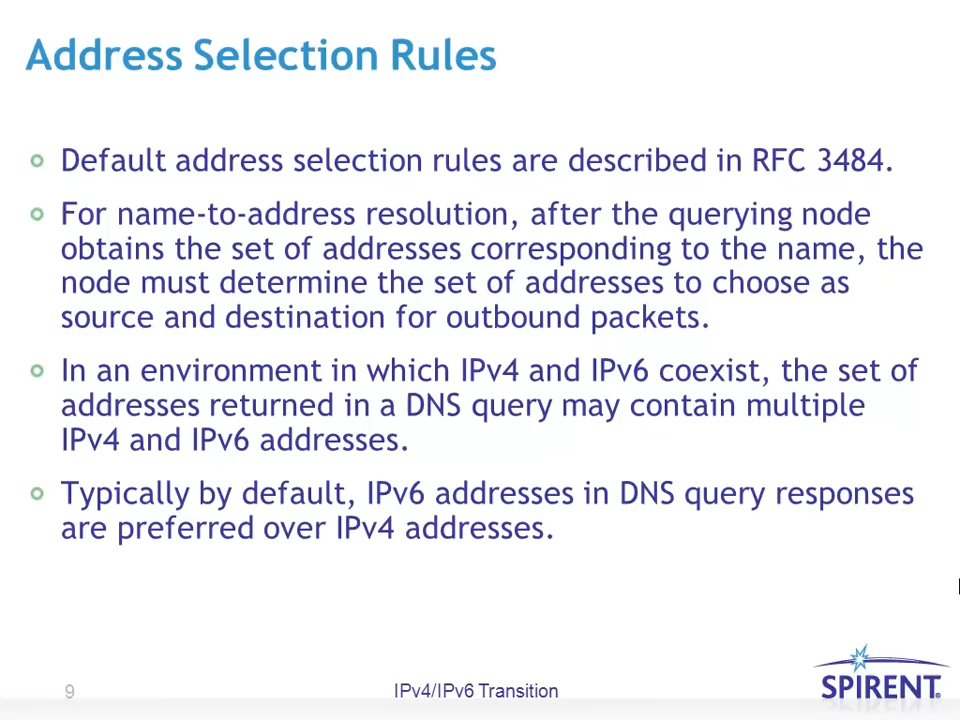 Address Selection Rules
Default address selection rules are described in RFC 3484.
For name-to-address resolution, after the querying node
obtains the set of addresses corresponding to the name, the
node must determine the set of addresses to choose as
source and destination for outbound packets.
In an environment in which IPv4 and IPv6 coexist, the set of
addresses returned in a DNS query may contain multiple
IPv4 and IPv6 addresses.
Typically by default, IPv6 addresses in DNS query responses
are preferred over IPv4 addresses.
9
IPv4/IPv6 Transition
SPIRENT®